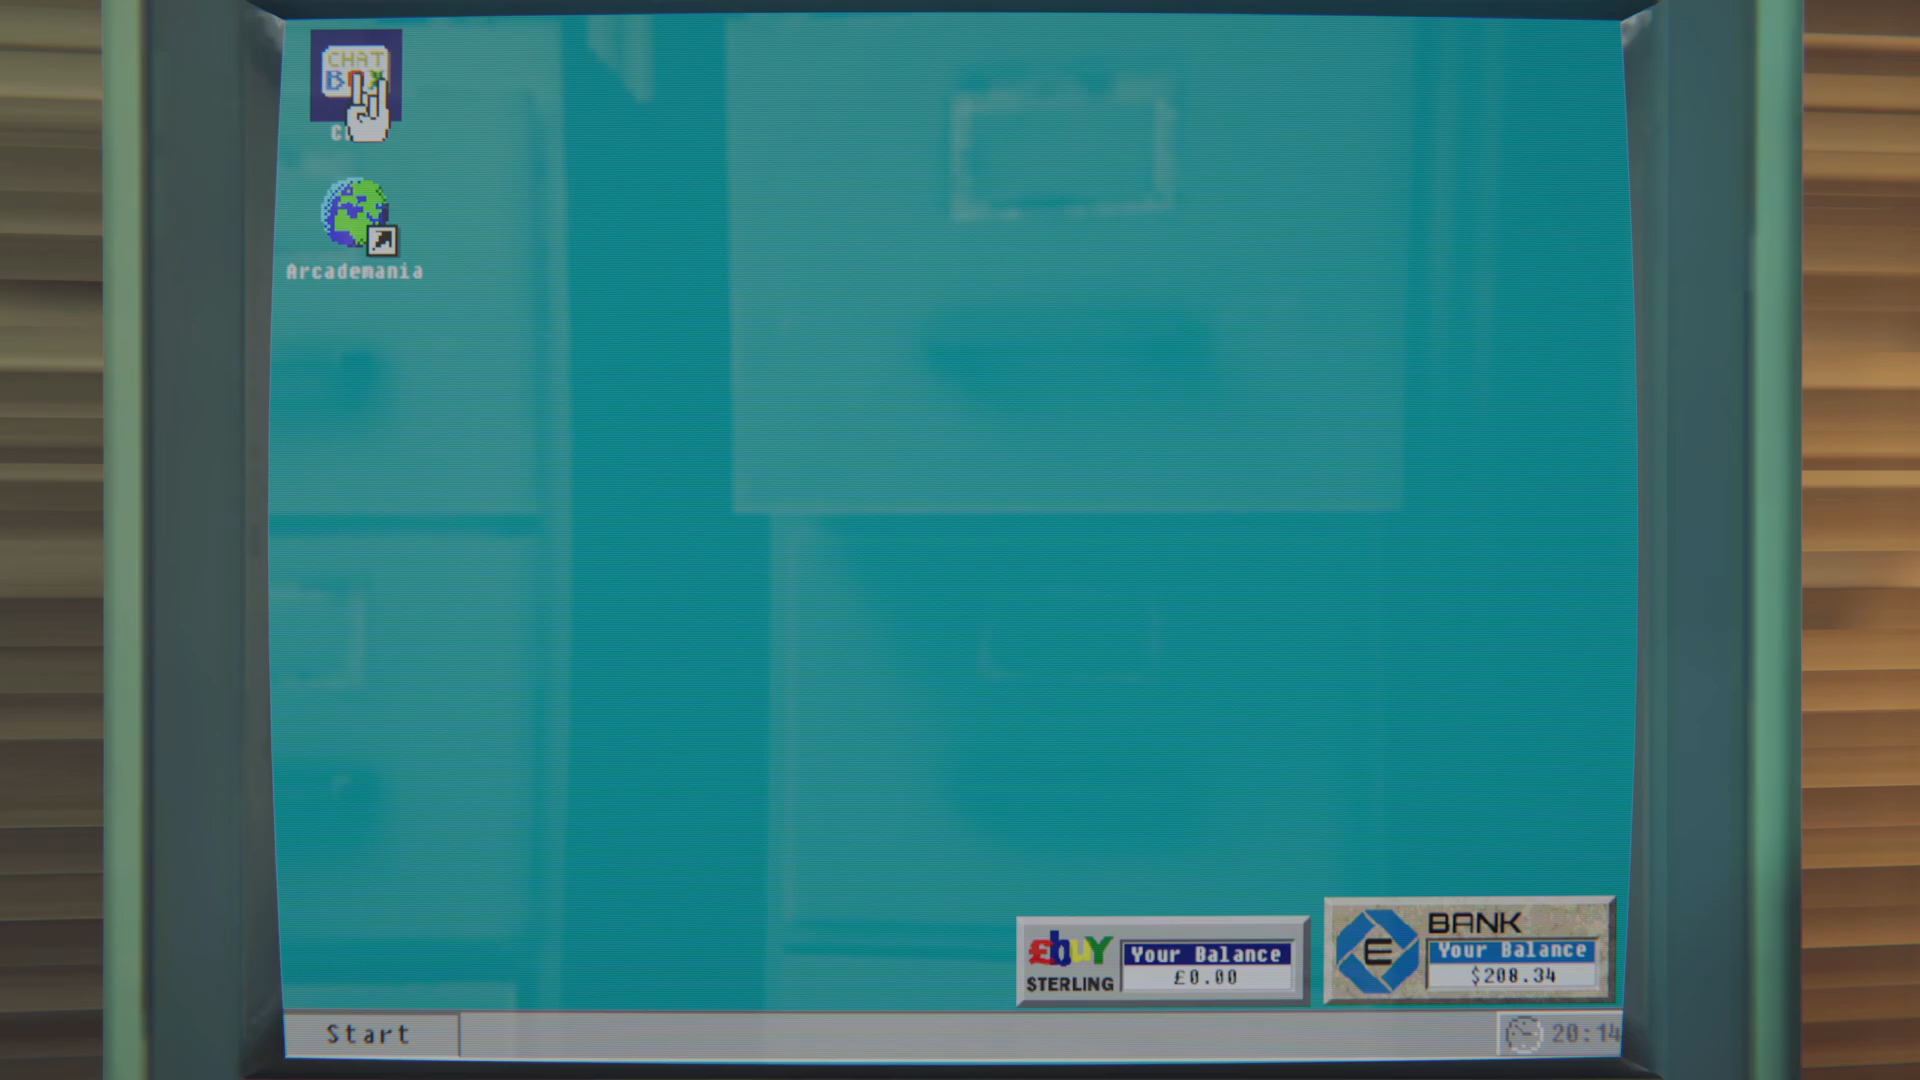 CHAT
Arcademania
£buY
STERLING
Your Balance
£0.00
E
BANK
Your Balance
$208.34
Start
20:14